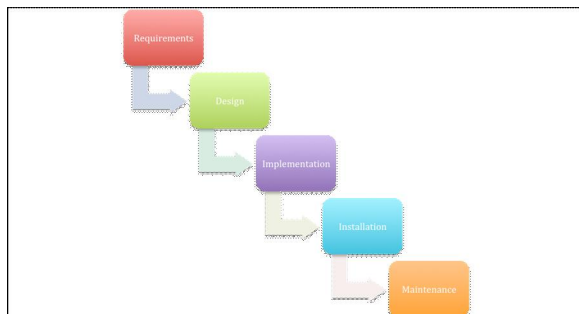 Requirements
Design
Implementation
Installation
Maintenance